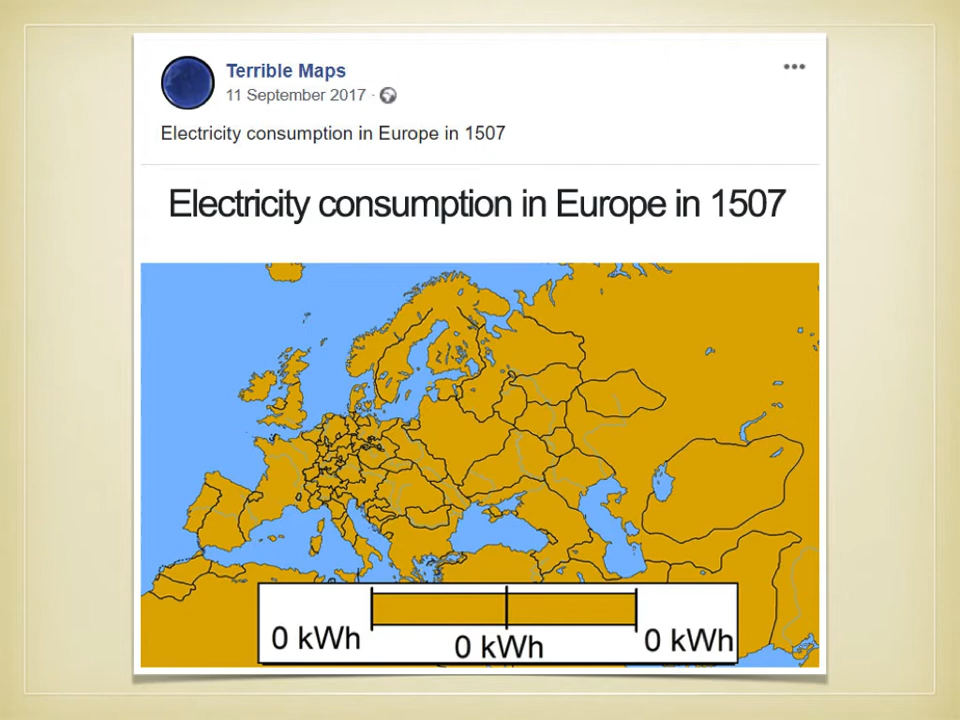 Terrible Maps
11 September 2017 ·
Electricity consumption in Europe in 1507
Electricity consumption in Europe in 1507
0 kWh 0 kWh 0 kWh